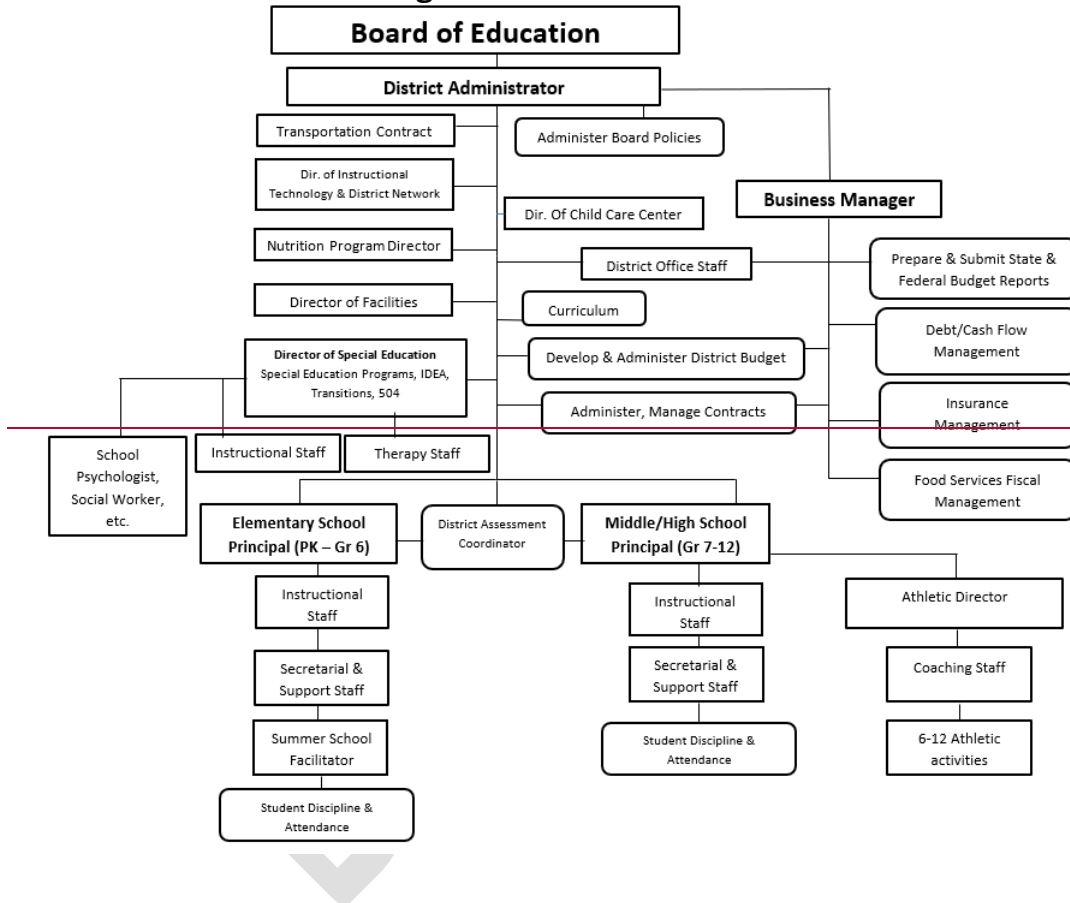 Board of Education
District Administrator
Transportation Contract
Administer Board Policies
Dir. of Instructional
Technology & District Network
Business Manager
Dir. Of Child Care Center
Nutrition Program Director
District Office Staff
Prepare & Submit State &
Federal Budget Reports
Director of Facilities
Curriculum
Debt/Cash Flow
Management
Director of Special Education
Special Education Programs, IDEA,
Transitions, 504
Develop & Administer District Budget
Administer, Manage Contracts
Insurance
Management
School
Psychologist,
Social Worker,
etc.
Instructional Staff
Therapy Staff
Food Services Fiscal
Management
Elementary School
Principal (PK – Gr 6)
District Assessment
Coordinator
Middle/High School
Principal (Gr 7-12)
Instructional
Staff
Instructional
Staff
Athletic Director
Secretarial &
Support Staff
Secretarial &
Support Staff
Coaching Staff
Summer School
Facilitator
Student Discipline &
Attendance
6-12 Athletic
activities
Student Discipline &
Attendance